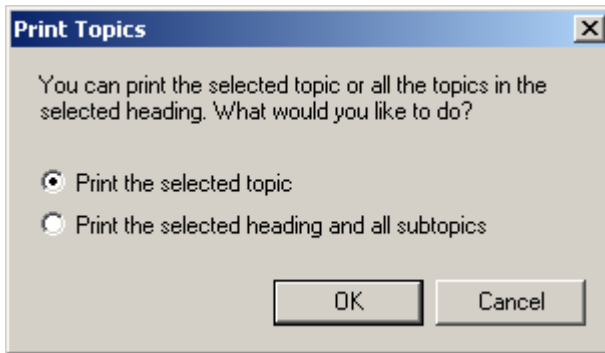 Print Topics
You can print the selected topic or all the topics in the
selected heading. What would you like to do?
Print the selected topic
Print the selected heading and all subtopics
OK
Cancel